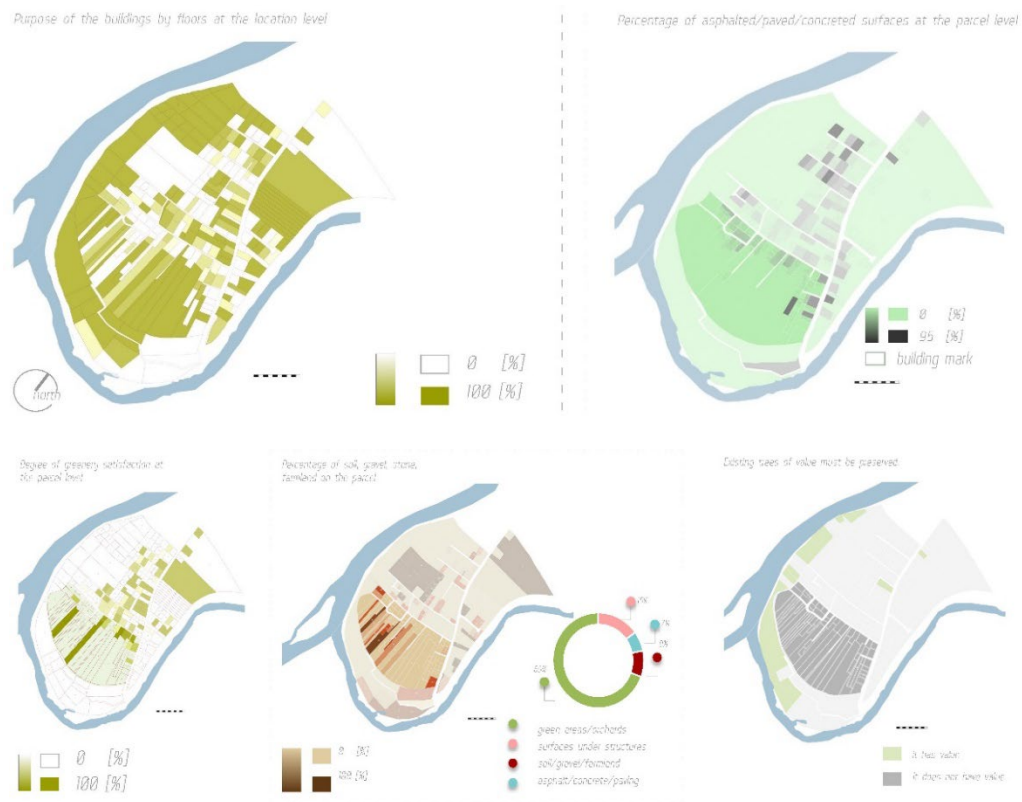 Purpose of the buildings by floors at the location level
Percentage of asphalted/paved/concreted surfaces at the parcel level
0 [%]
100 [%]
north
0 [%]
95 [%]
building mark
Degree of greenery satisfaction at
the parcel level
Percentage of soil, gravel, stone,
farmland on the parcel
Existing trees of value must be preserved
0 [%]
100 [%]
0 [%]
100 [%]
green areas/orchards
surfaces under structures
soil/gravel/farmland
asphalt/concrete/paving
it has value
it does not have value